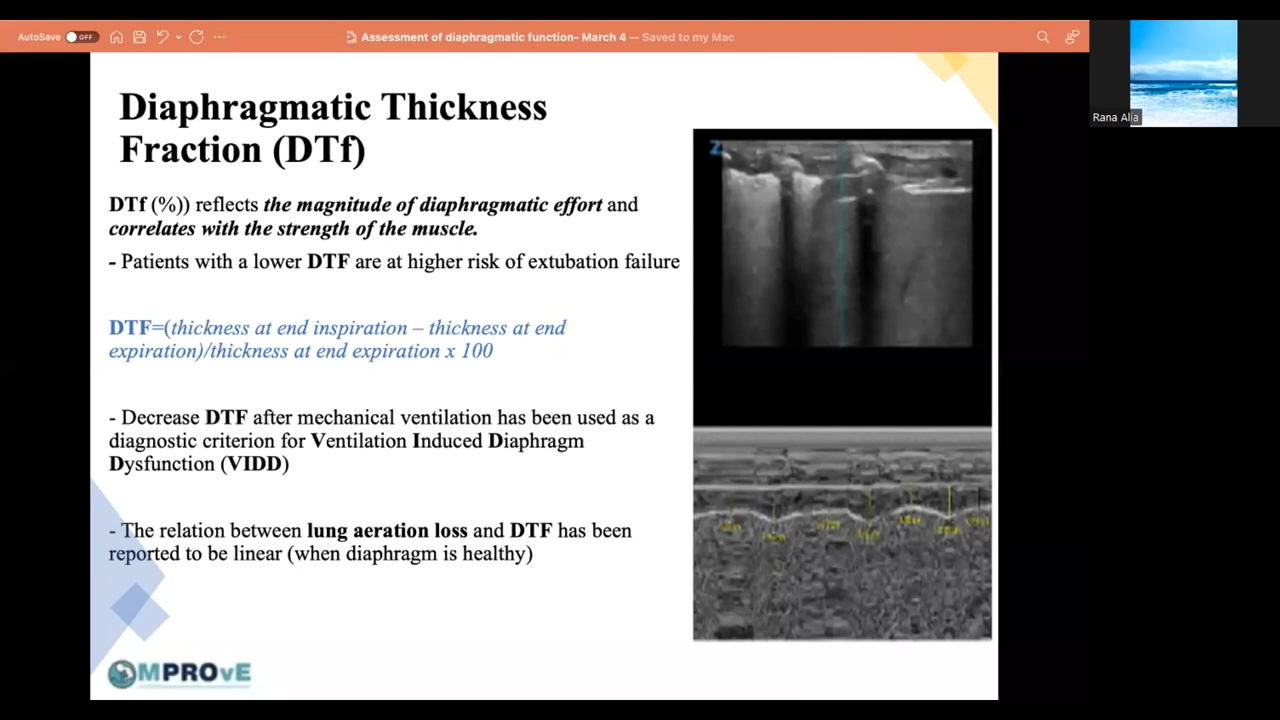 AutoSave OFF
Assessment of diaphragmatic function- March 4 — Saved to my Mac
Rana Alia
Diaphragmatic Thickness
Fraction (DTf)
DTf (%)) reflects the magnitude of diaphragmatic effort and
correlates with the strength of the muscle.
- Patients with a lower DTF are at higher risk of extubation failure
DTF=(thickness at end inspiration – thickness at end
expiration)/thickness at end expiration x 100
- Decrease DTF after mechanical ventilation has been used as a
diagnostic criterion for Ventilation Induced Diaphragm
Dysfunction (VIDD)
- The relation between lung aeration loss and DTF has been
reported to be linear (when diaphragm is healthy)
Z
MPROvE